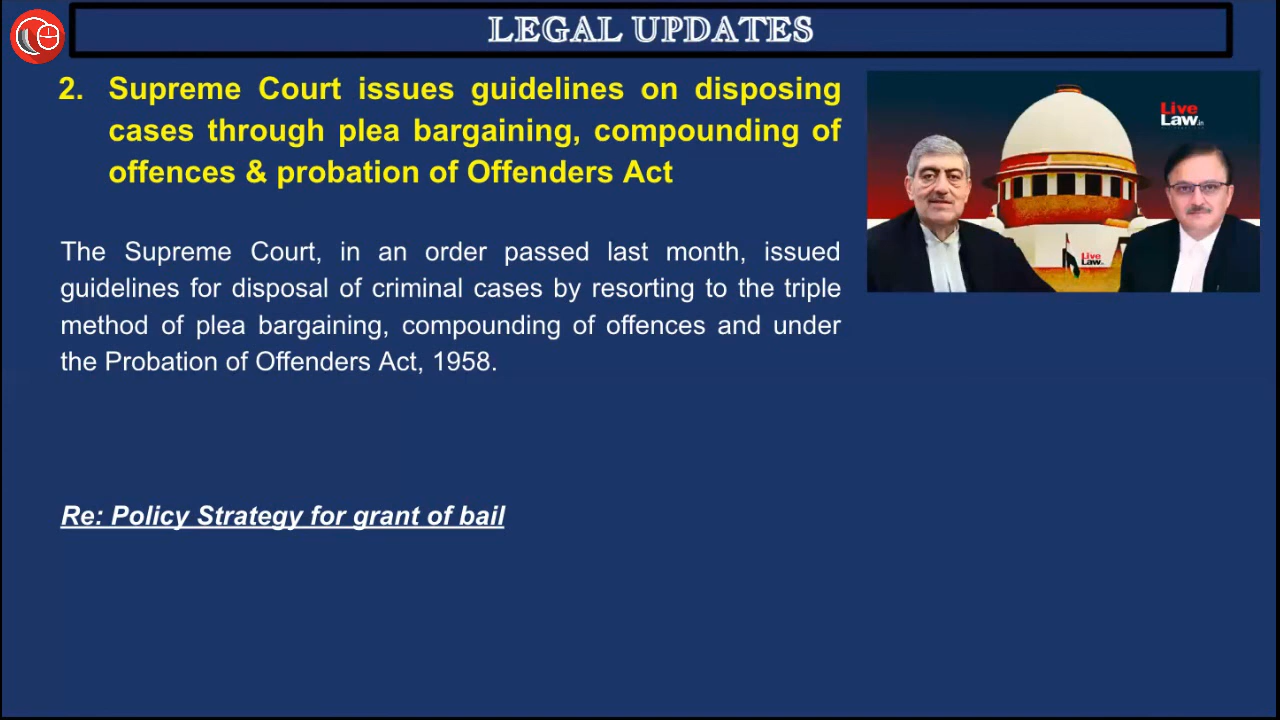 LEGAL UPDATES
2. Supreme Court issues guidelines on disposing
cases through plea bargaining, compounding of
offences & probation of Offenders Act
Live
Law.in
The Supreme Court, in an order passed last month, issued
guidelines for disposal of criminal cases by resorting to the triple
method of plea bargaining, compounding of offences and under
the Probation of Offenders Act, 1958.
Live
Law
Re: Policy Strategy for grant of bail